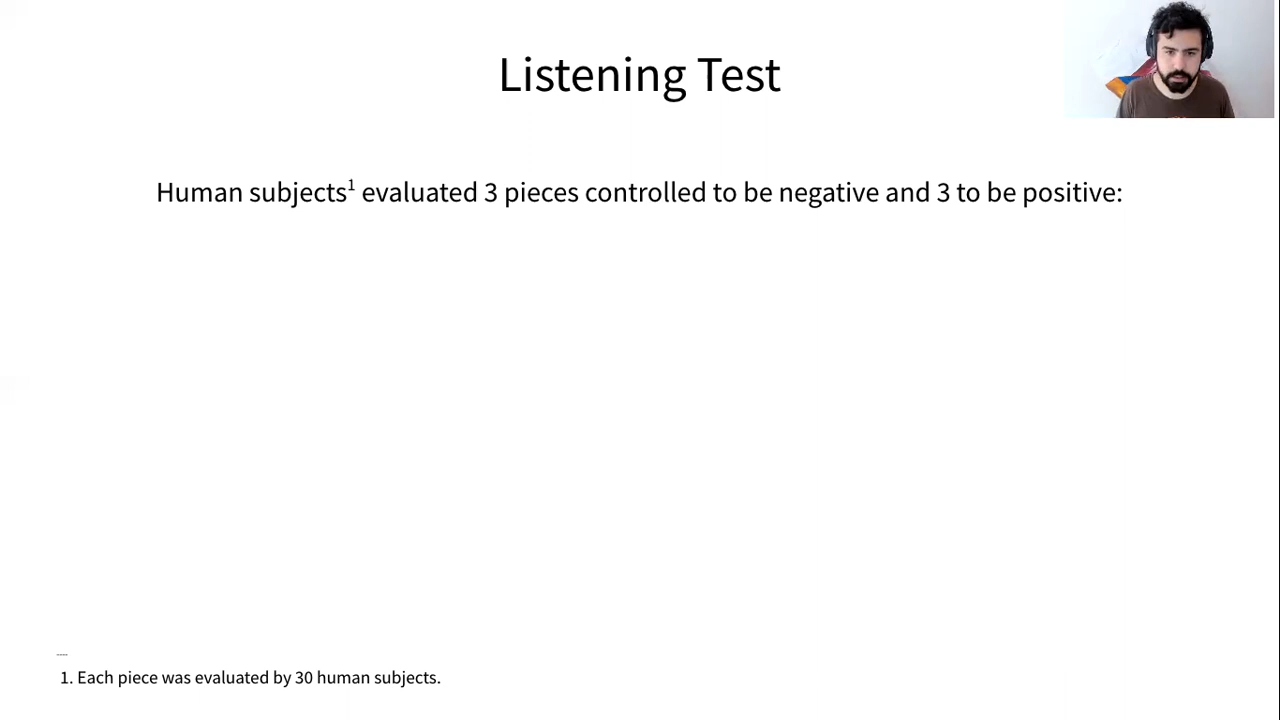 Listening Test
Human subjects¹ evaluated 3 pieces controlled to be negative and 3 to be positive:
1. Each piece was evaluated by 30 human subjects.